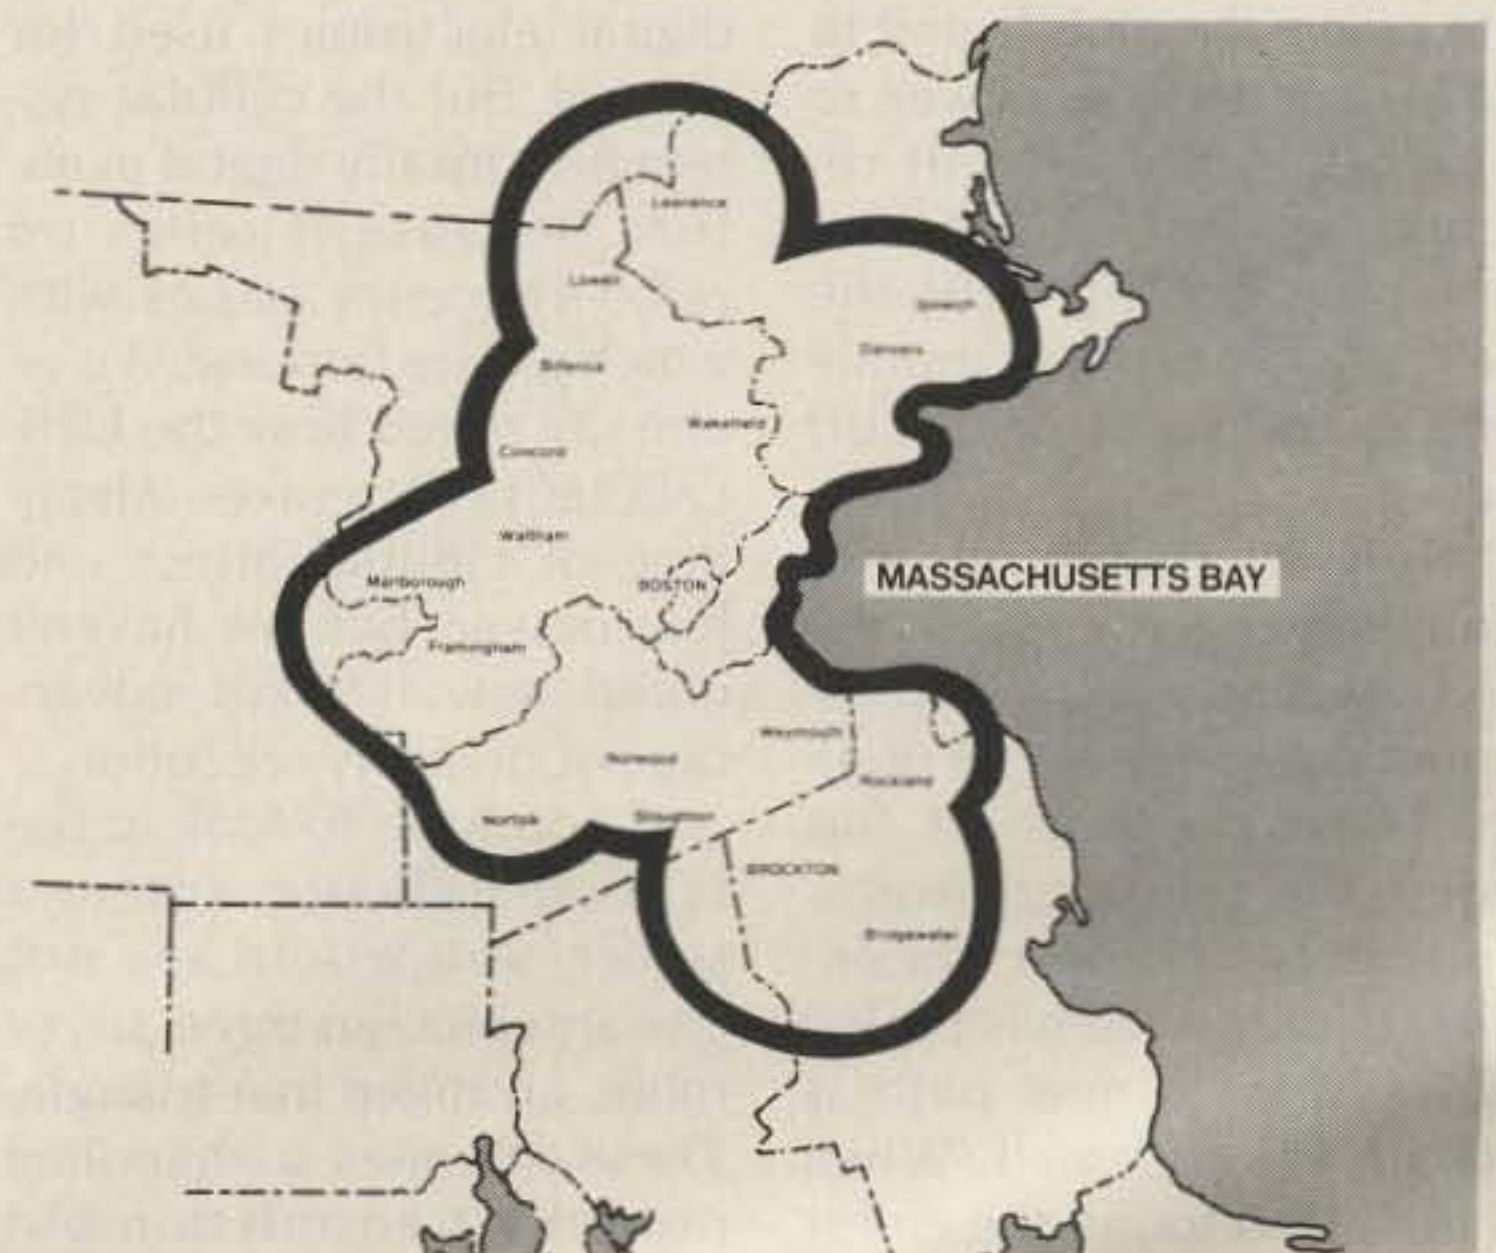 Lawrence
Lowell
Ipswich
Danvers
Billerica
Wakefield
Concord
Waltham
MASSACHUSETTS BAY
Marlborough
BOSTON
Framingham
Weymouth
Norwood
Rockland
Norfolk
Stoughton
BROCKTON
Bridgewater